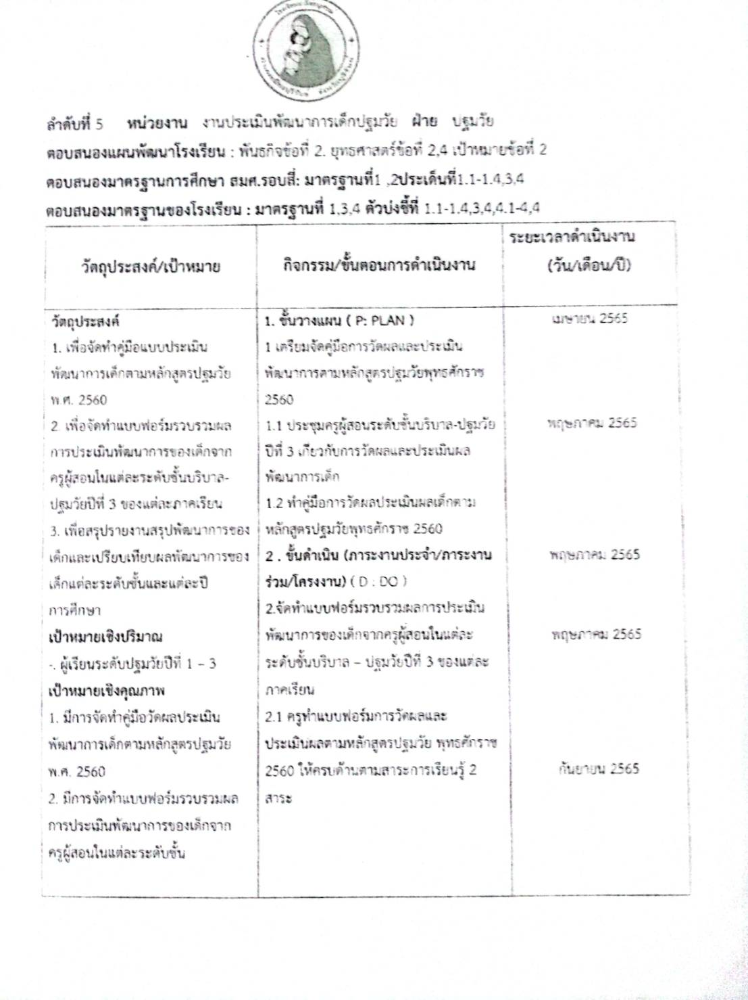 ลำดับที่ 5 หน่วยงาน งานประเมินพัฒนาการเด็กปฐมวัย ฝ่าย ปฐมวัย
ตอบสนองแผนพัฒนาโรงเรียน : พันธกิจข้อที่ 2. ยุทธศาสตร์ข้อที่ 2,4 เป้าหมายข้อที่ 2
ตอบสนองมาตรฐานการศึกษา สมศ.รอบสี่: มาตรฐานที่1 ,2ประเด็นที่1.1-1.4,3,4
ตอบสนองมาตรฐานของโรงเรียน : มาตรฐานที่ 1,3,4 ตัวบ่งชี้ที่ 1.1-1.4,3,4,4.1-4,4
วัตถุประสงค์/เป้าหมาย
กิจกรรม/ขั้นตอนการดำเนินงาน
ระยะเวลาดำเนินงาน
(วัน/เดือน/ปี)
วัตถุประสงค์
1. เพื่อจัดทำคู่มือแบบประเมิน
พัฒนาการเด็กตามหลักสูตรปฐมวัย
พ.ศ. 2560
2. เพื่อจัดทำแบบฟอร์มรวบรวมผล
การประเมินพัฒนาการของเด็กจาก
ครูผู้สอนในแต่ละระดับชั้นบริบาล-
ปฐมวัยปีที่ 3 ของแต่ละภาคเรียน
3. เพื่อสรุปรายงานสรุปพัฒนาการของ
เด็กและเปรียบเทียบผลพัฒนาการของ
เด็กแต่ละระดับชั้นและแต่ละปี
การศึกษา
เป้าหมายเชิงปริมาณ
-. ผู้เรียนระดับปฐมวัยปีที่ 1 – 3
เป้าหมายเชิงคุณภาพ
1. มีการจัดทำคู่มือวัดผลประเมิน
พัฒนาการเด็กตามหลักสูตรปฐมวัย
พ.ศ. 2560
2. มีการจัดทำแบบฟอร์มรวบรวมผล
การประเมินพัฒนาการของเด็กจาก
ครูผู้สอนในแต่ละระดับชั้น
1. ขั้นวางแผน ( P: PLAN )
1 เตรียมจัดคู่มือการวัดผลและประเมิน
พัฒนาการตามหลักสูตรปฐมวัยพุทธศักราช
2560
1.1 ประชุมครูผู้สอนระดับชั้นบริบาล-ปฐมวัย
ปีที่ 3 เกี่ยวกับการวัดผลและประเมินผล
พัฒนาการเด็ก
1.2 ทำคู่มือการวัดผลประเมินผลเด็กตาม
หลักสูตรปฐมวัยพุทธศักราช 2560
2 . ขั้นดำเนิน (ภาระงานประจำ/ภาระงาน
ร่วม/โครงงาน) ( D : DO )
2.จัดทำแบบฟอร์มรวบรวมผลการประเมิน
พัฒนาการของเด็กจากครูผู้สอนในแต่ละ
ระดับชั้นบริบาล – ปฐมวัยปีที่ 3 ของแต่ละ
ภาคเรียน
2.1 ครูทำแบบฟอร์มการวัดผลและ
ประเมินผลตามหลักสูตรปฐมวัย พุทธศักราช
2560 ให้ครบด้านตามสาระการเรียนรู้ 2
สาระ
เมษายน 2565
พฤษภาคม 2565
พฤษภาคม 2565
พฤษภาคม 2565
กันยายน 2565